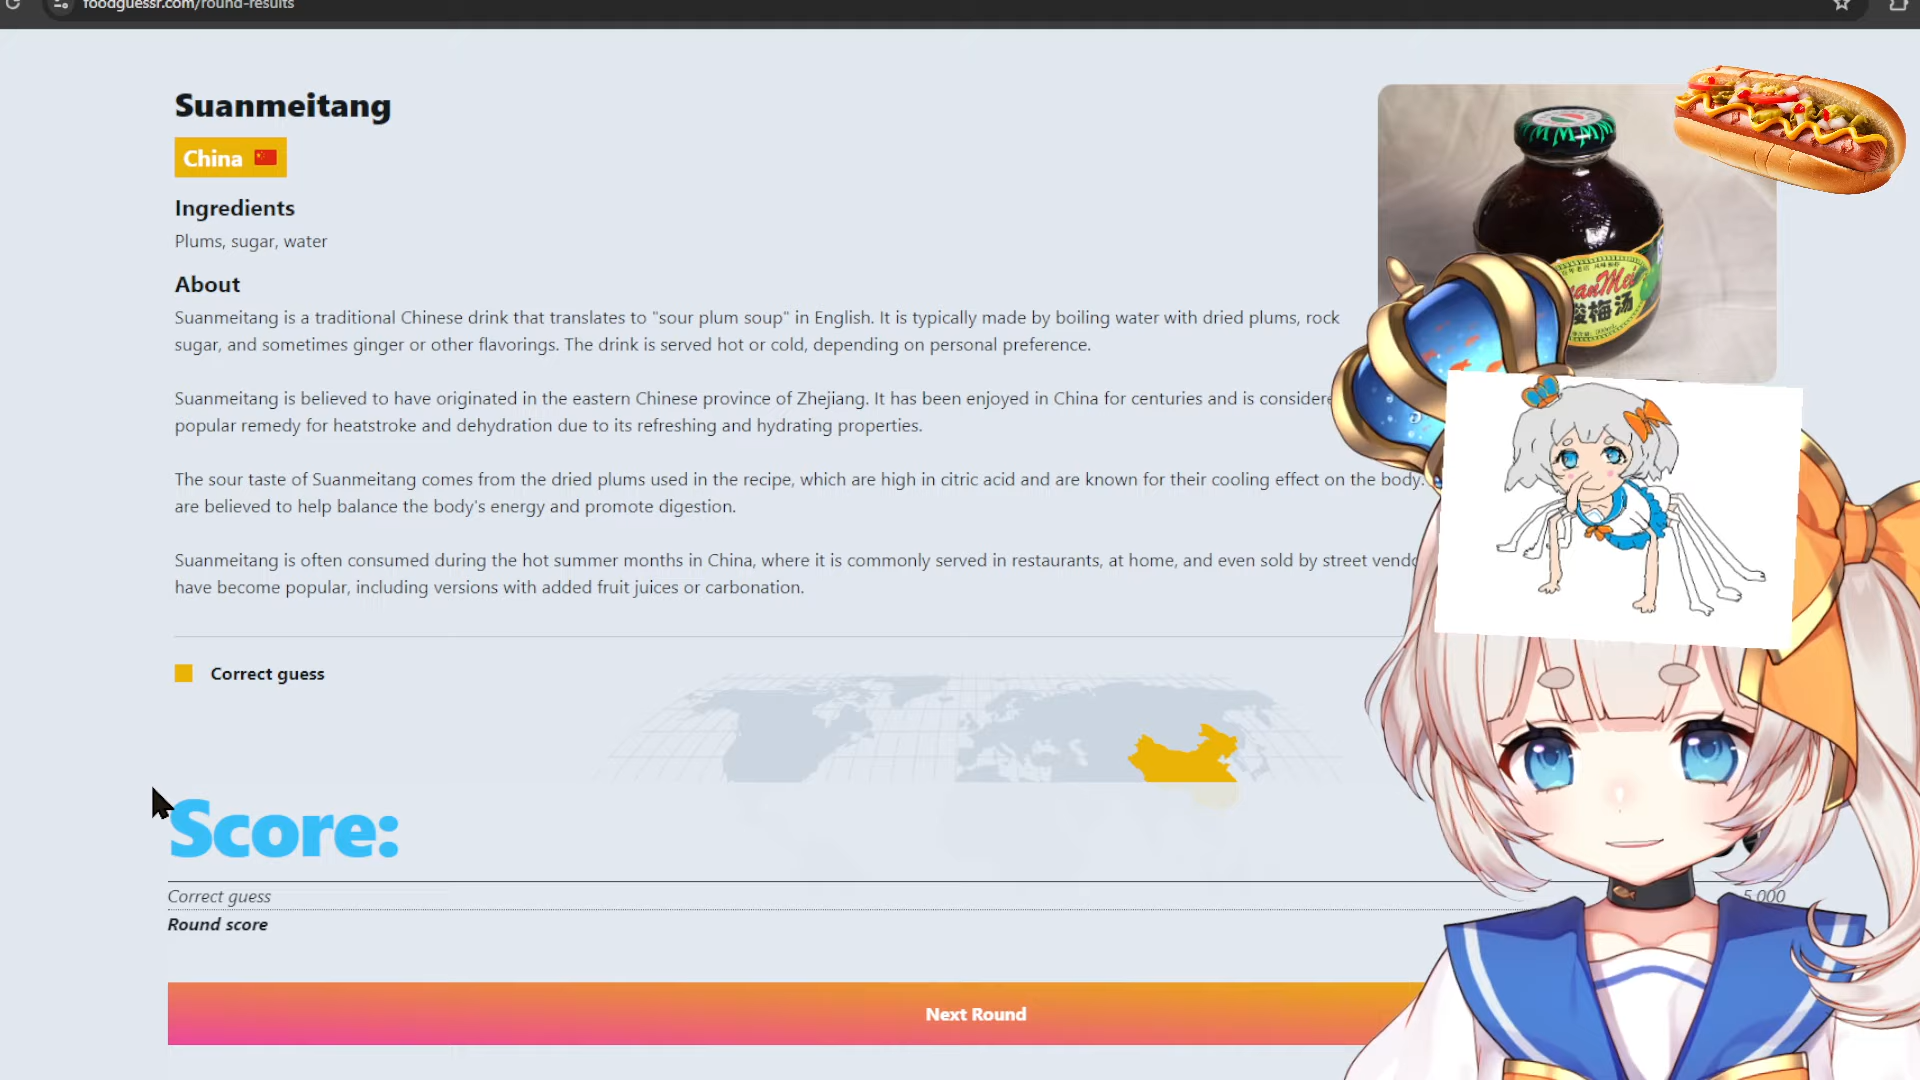 foodguessr.com/round-results
Suanmeitang
China
Ingredients
Plums, sugar, water
About
Suanmeitang is a traditional Chinese drink that translates to "sour plum soup" in English. It is typically made by boiling water with dried plums, rock
sugar, and sometimes ginger or other flavorings. The drink is served hot or cold, depending on personal preference.
Suanmeitang is believed to have originated in the eastern Chinese province of Zhejiang. It has been enjoyed in China for centuries and is considere
popular remedy for heatstroke and dehydration due to its refreshing and hydrating properties.
The sour taste of Suanmeitang comes from the dried plums used in the recipe, which are high in citric acid and are known for their cooling effect on the body.
are believed to help balance the body's energy and promote digestion.
Suanmeitang is often consumed during the hot summer months in China, where it is commonly served in restaurants, at home, and even sold by street vendo
have become popular, including versions with added fruit juices or carbonation.
Correct guess
Score:
Correct guess 5,000
Round score
Next Round
酸梅汤